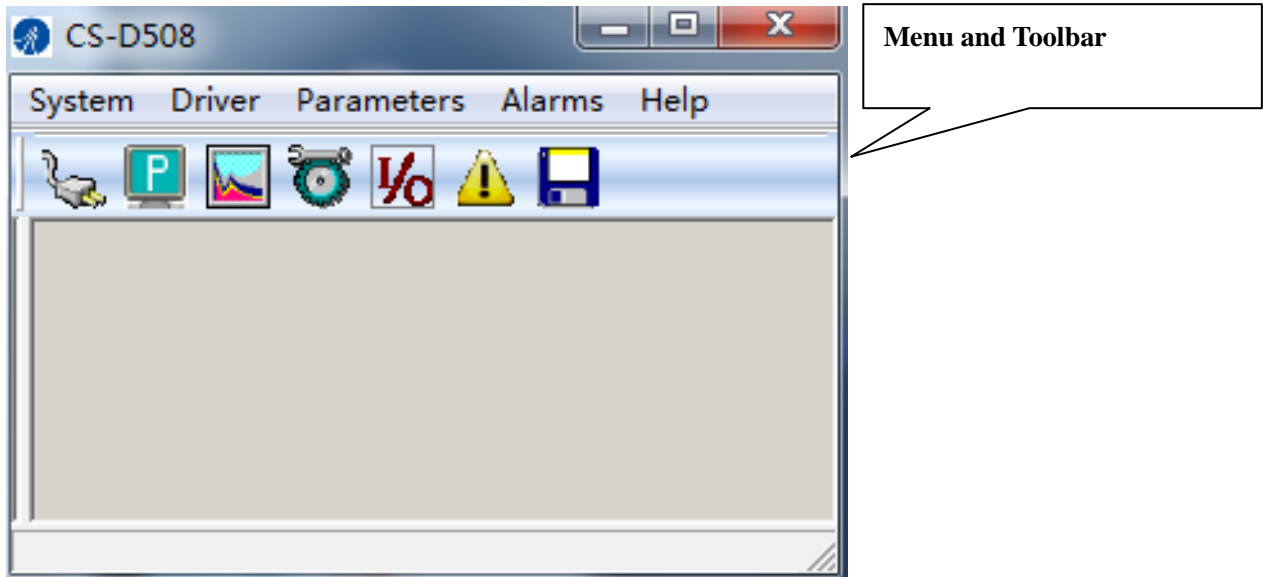 CS-D508
Menu and Toolbar
System Driver Parameters Alarms Help
P
I/O